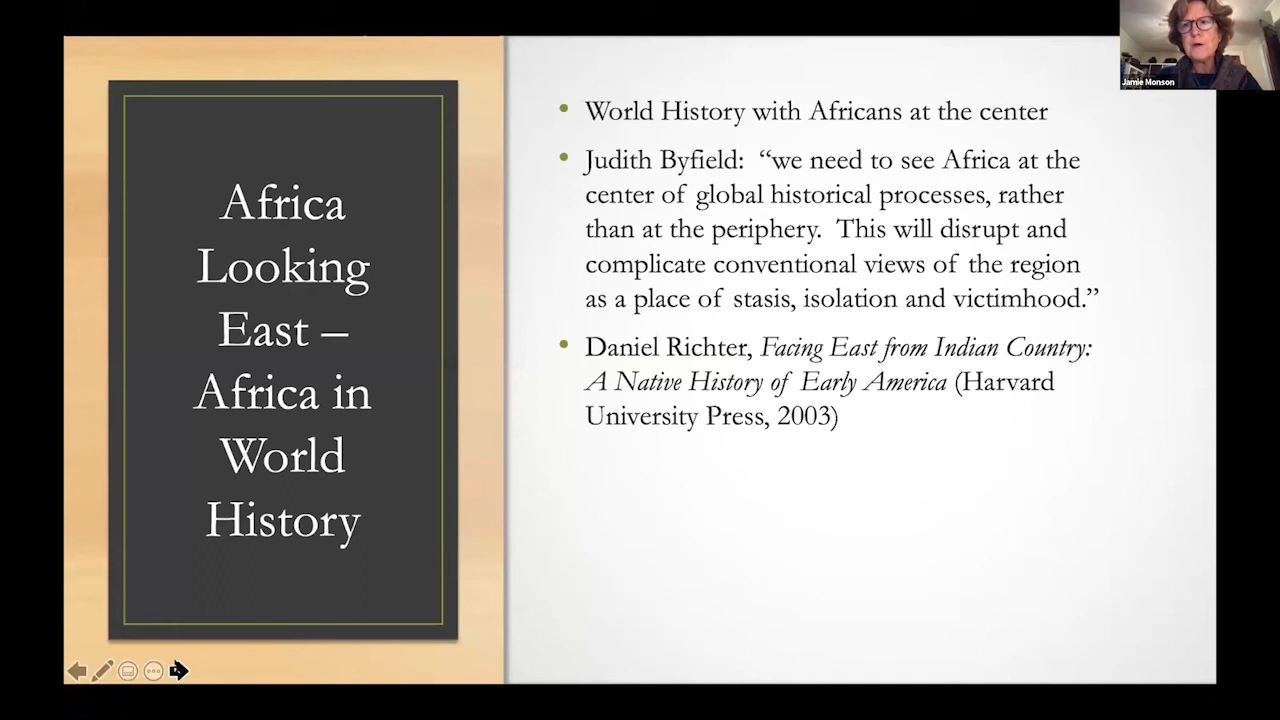 Africa
Looking
East –
Africa in
World
History
• World History with Africans at the center
• Judith Byfield:  “we need to see Africa at the
center of global historical processes, rather
than at the periphery.  This will disrupt and
complicate conventional views of the region
as a place of stasis, isolation and victimhood.”
• Daniel Richter, Facing East from Indian Country:
A Native History of Early America (Harvard
University Press, 2003)
Jamie Monson